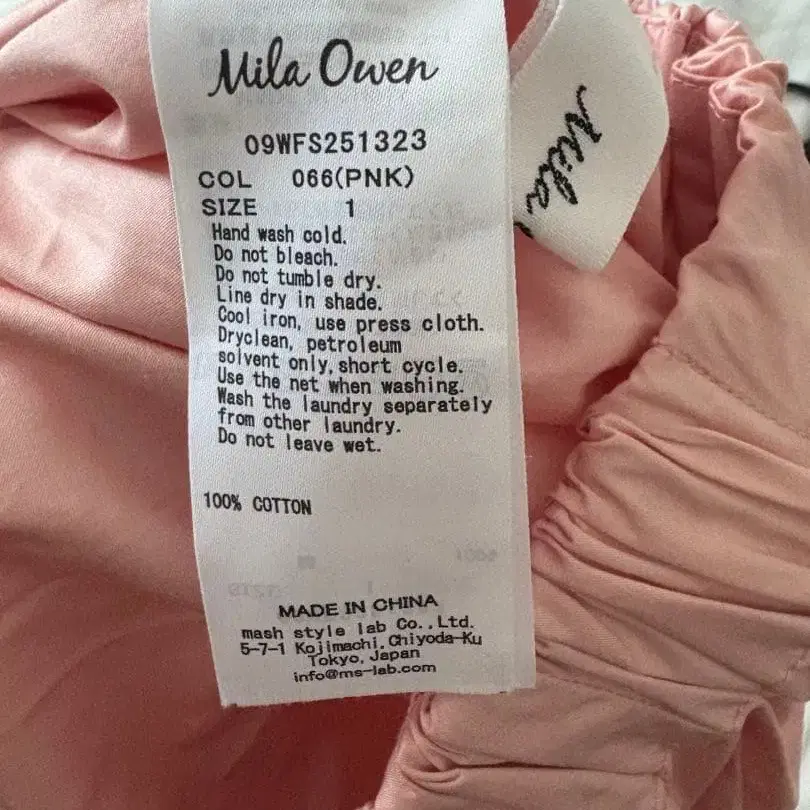 Mila Owen
Mila
09WFS251323
COL 066(PNK)
SIZE 1
Hand wash cold.
Do not bleach.
Do not tumble dry.
Line dry in shade.
Cool iron, use press cloth.
Dryclean, petroleum
solvent only, short cycle.
Use the net when washing.
Wash the laundry separately
from other laundry.
Do not leave wet.
100% COTTON
MADE IN CHINA
mash style lab Co.,Ltd.
5-7-1 Kojimachi.Chiyoda-Ku
Tokyo, Japan
info@ms-lab.com